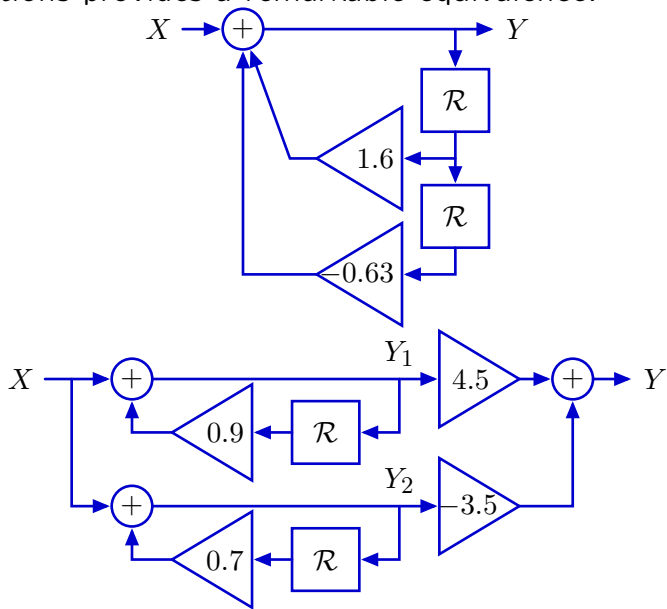 X + Y
R
1.6
R
−0.63
Y₁
X + 4.5 + Y
0.9 R
Y₂
+ −3.5
0.7 R